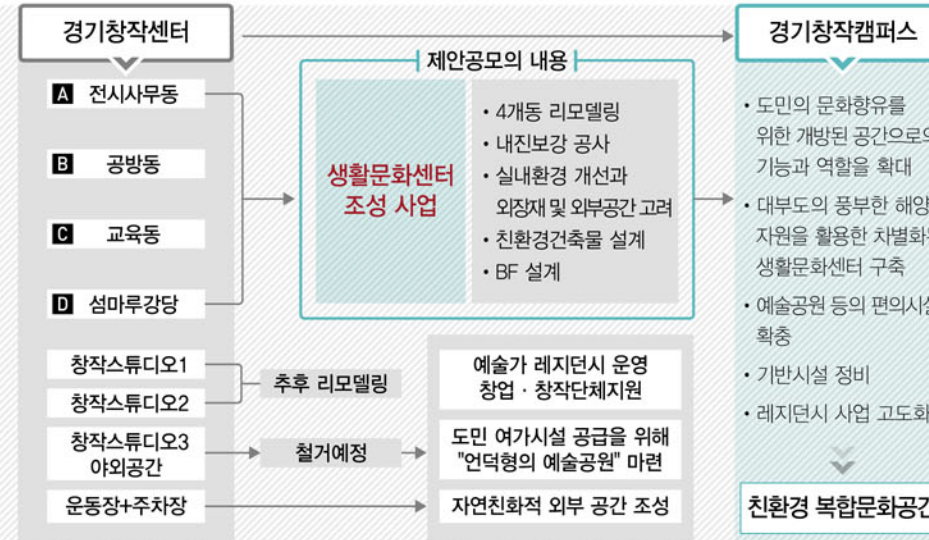 경기창작센터
제안공모의 내용
경기창작캠퍼스
A 전시사무동
B 공방동
C 교육동
D 섬마루강당
생활문화센터
조성 사업
• 4개동 리모델링
• 내진보강 공사
• 실내환경 개선과
외장재 및 외부공간 고려
• 친환경건축물 설계
• BF 설계
• 도민의 문화향유를
위한 개방된 공간으로의
기능과 역할을 확대
• 대부도의 풍부한 해양
자원을 활용한
생활문화센터 구축
• 예술공원 등의 편의시설
확충
• 기반시설 정비
• 레지던시 사업 고도화
친환경 복합문화공간
창작스튜디오1
창작스튜디오2
추후 리모델링
예술가 레지던시 운영
창업 · 창작단체지원
창작스튜디오3
야외공간
철거예정
도민 여가시설 공급을 위해
"언덕형의 예술공원" 마련
운동장+주차장
자연친화적 외부 공간 조성